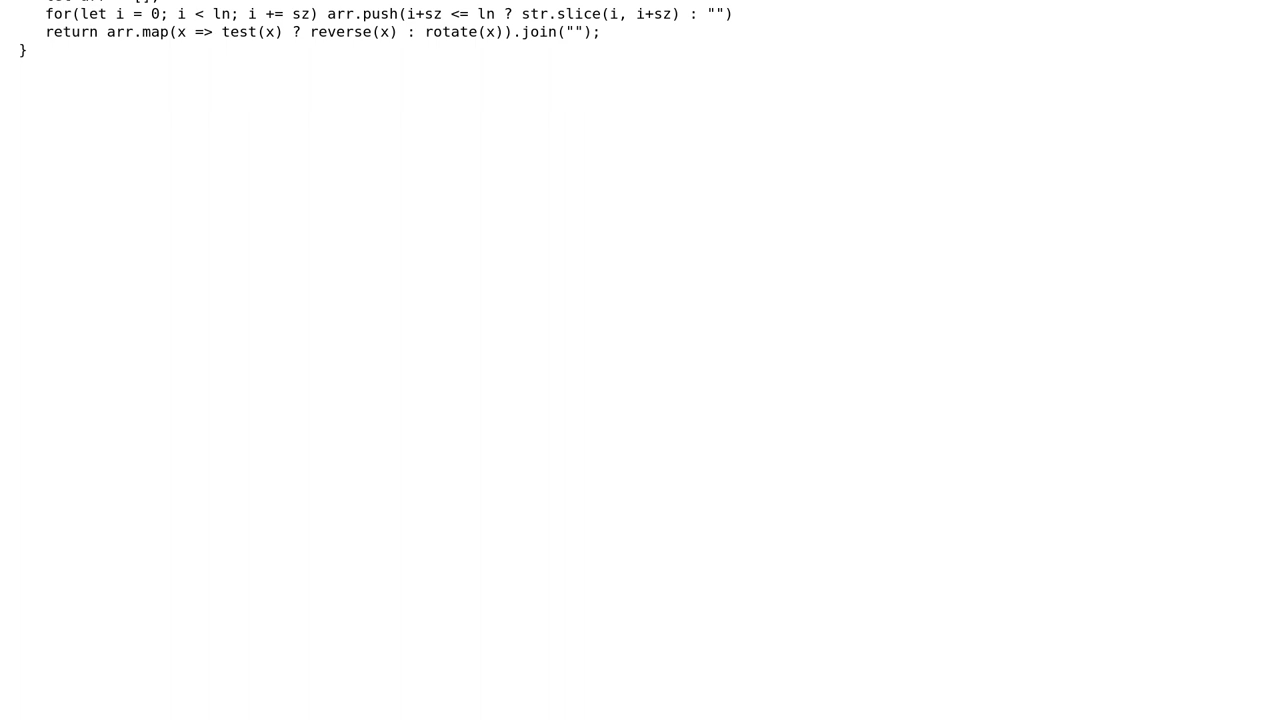 for(let i = 0; i < ln; i += sz) arr.push(i+sz <= ln ? str.slice(i, i+sz) : "")
return arr.map(x => test(x) ? reverse(x) : rotate(x)).join("");
}